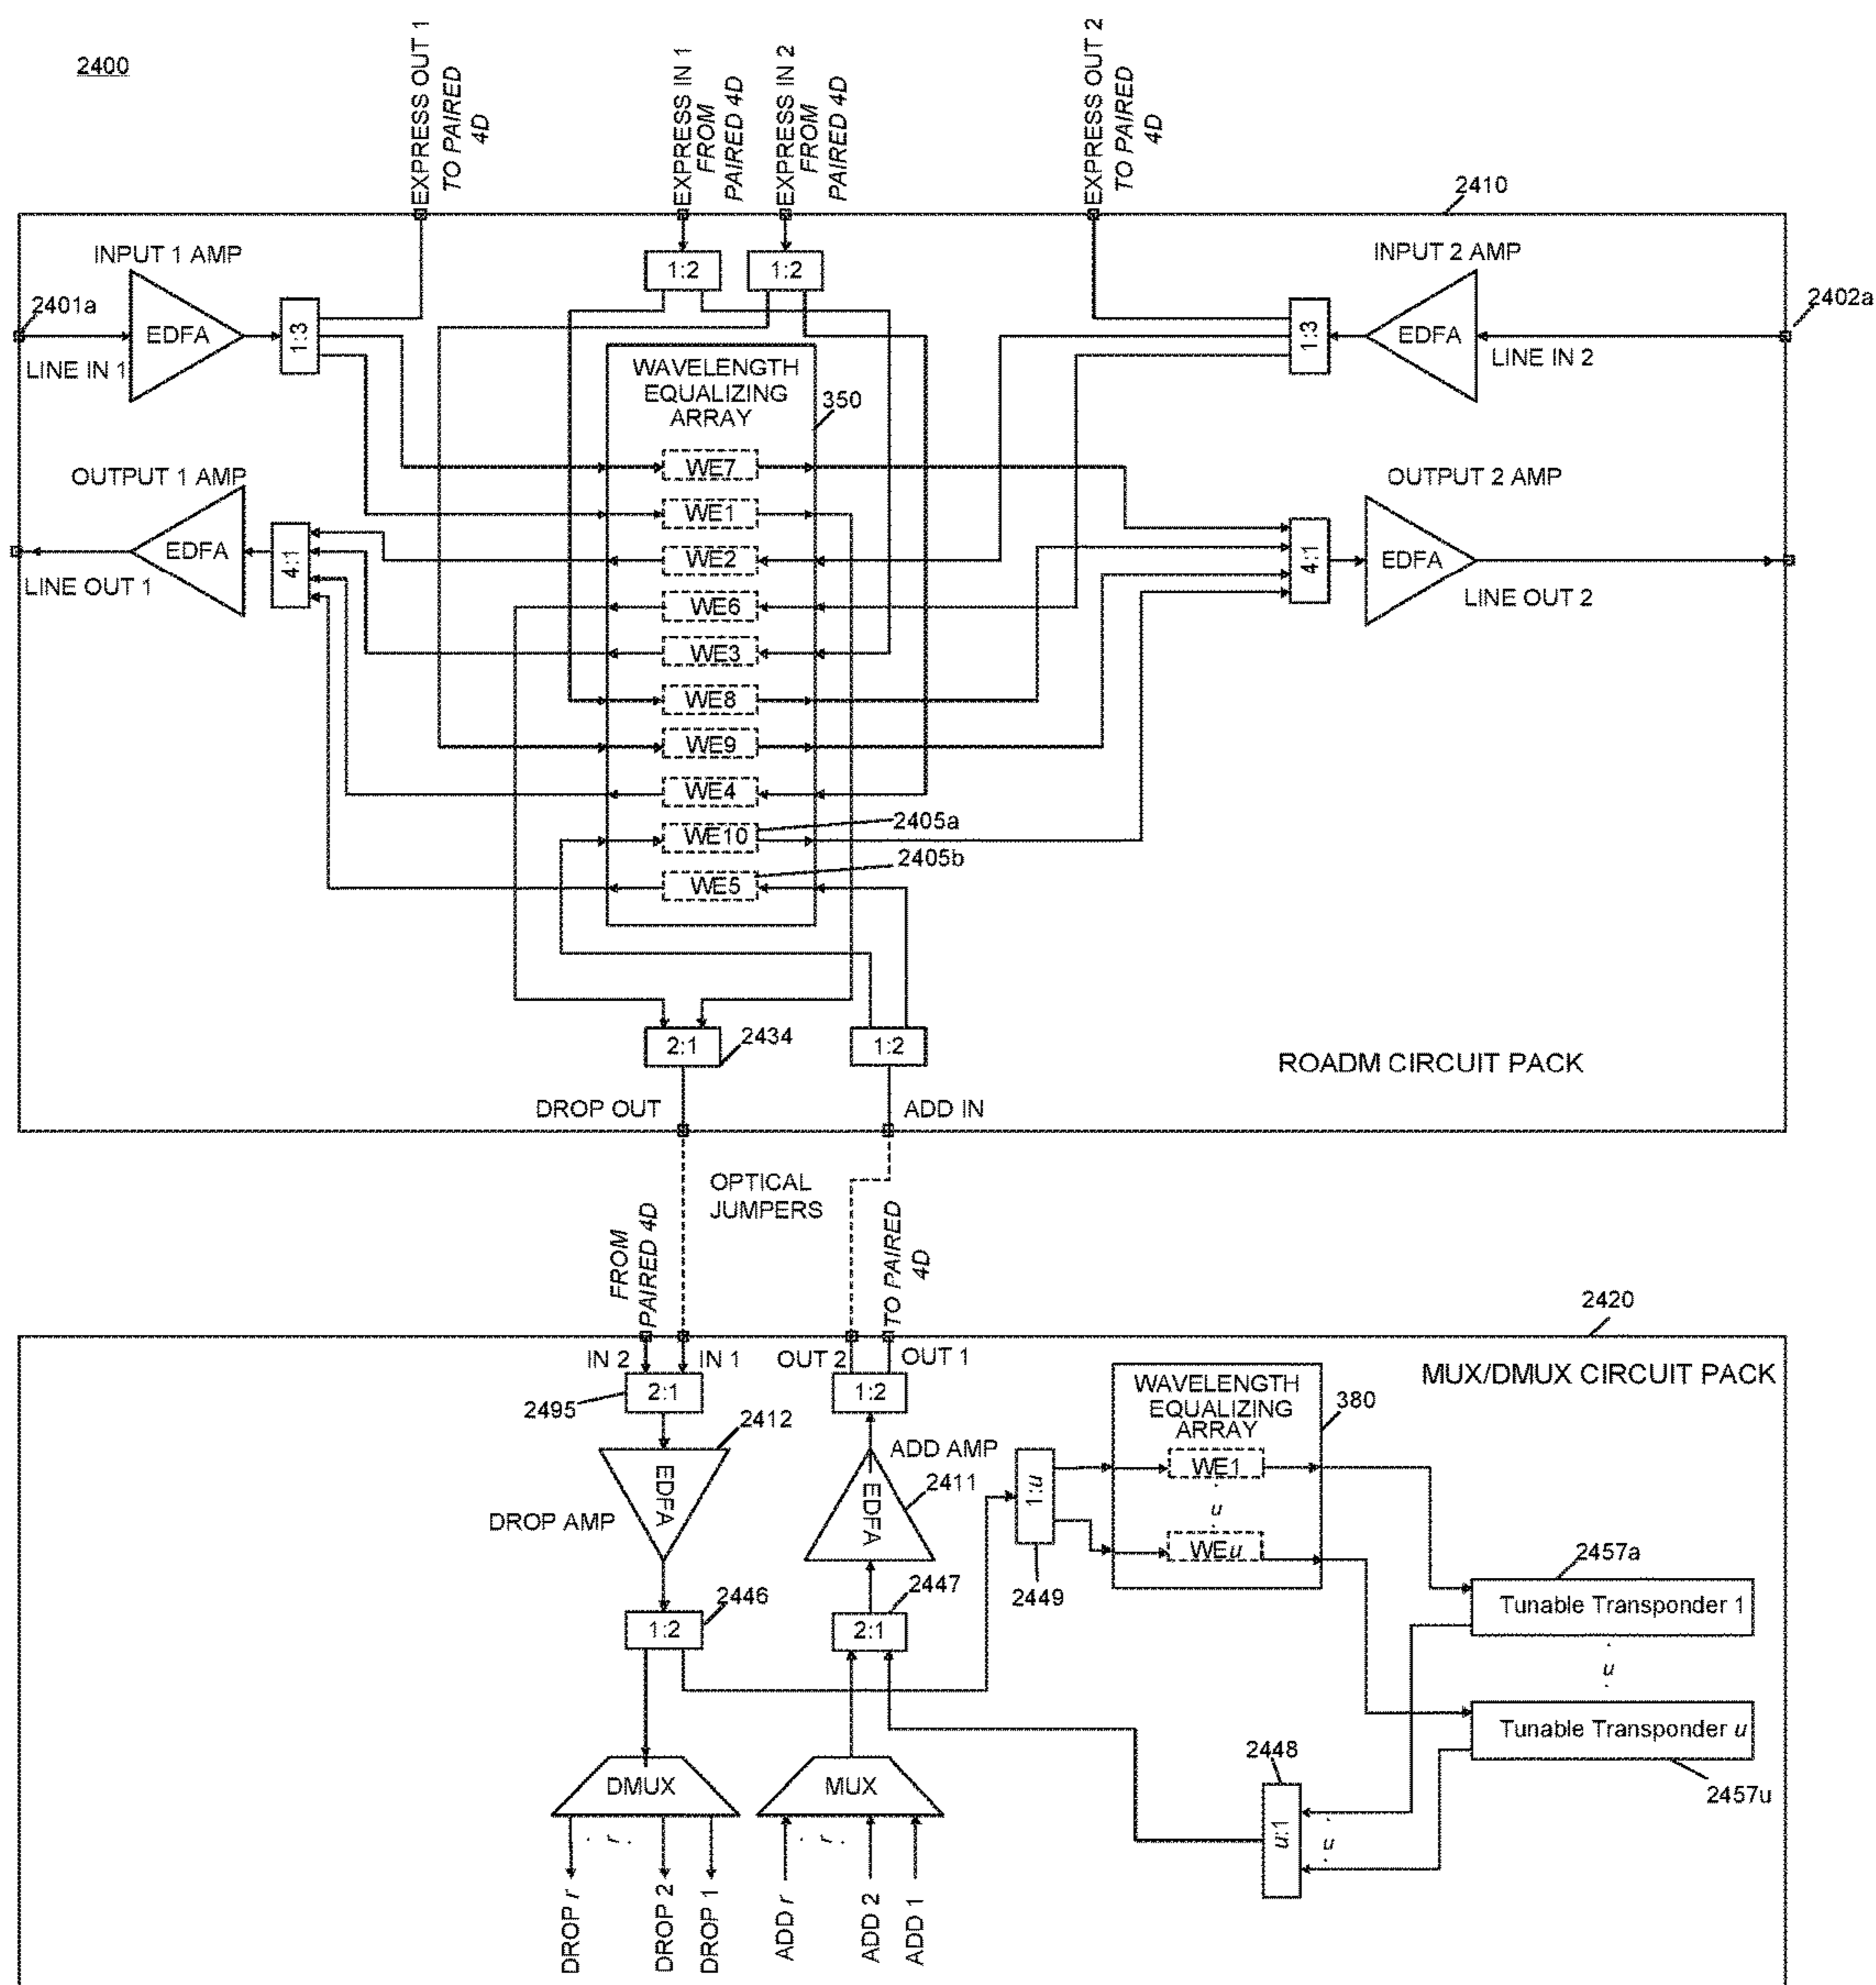 2400
EXPRESS OUT 1
TO PAIRED
4D
EXPRESS IN 1
FROM
PAIRED 4D
EXPRESS IN 2
FROM
PAIRED 4D
EXPRESS OUT 2
TO PAIRED
4D
2410
INPUT 1 AMP
INPUT 2 AMP
1:2
1:2
2401a
2402a
EDFA
1:3
1:3
EDFA
LINE IN 1
LINE IN 2
WAVELENGTH
EQUALIZING
ARRAY
350
WE7
OUTPUT 1 AMP
OUTPUT 2 AMP
WE1
EDFA
4:1
WE2
4:1
EDFA
LINE OUT 1
WE6
LINE OUT 2
WE3
WE8
WE9
WE4
WE10
2405a
2405b
WE5
2:1
2434
1:2
ROADM CIRCUIT PACK
DROP OUT
ADD IN
OPTICAL
JUMPERS
FROM
PAIRED 4D
TO PAIRED
4D
2420
IN 2
IN 1
OUT 2
OUT 1
MUX/DMUX CIRCUIT PACK
2:1
2495
1:2
WAVELENGTH
EQUALIZING
ARRAY
380
2412
ADD AMP
EDFA
EDFA
2411
DROP AMP
1:u
WE1
. u .
WEu
2449
2457a
1:2
2446
2:1
2447
Tunable Transponder 1
. u .
Tunable Transponder u
2457u
2448
DMUX
MUX
u:1
. u .
. r .
. r .
DROP r
DROP 2
DROP 1
ADD r
ADD 2
ADD 1